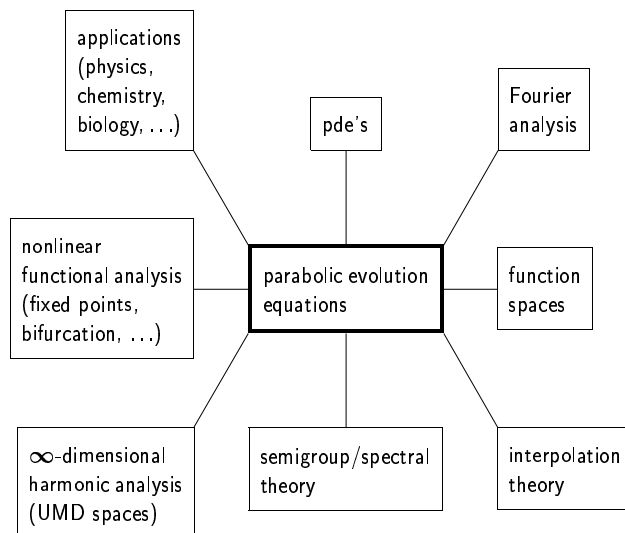 applications
(physics,
chemistry,
biology, ...)
pde's
Fourier
analysis
nonlinear
functional analysis
(fixed points,
bifurcation, ...)
parabolic evolution
equations
function
spaces
∞-dimensional
harmonic analysis
(UMD spaces)
semigroup/spectral
theory
interpolation
theory